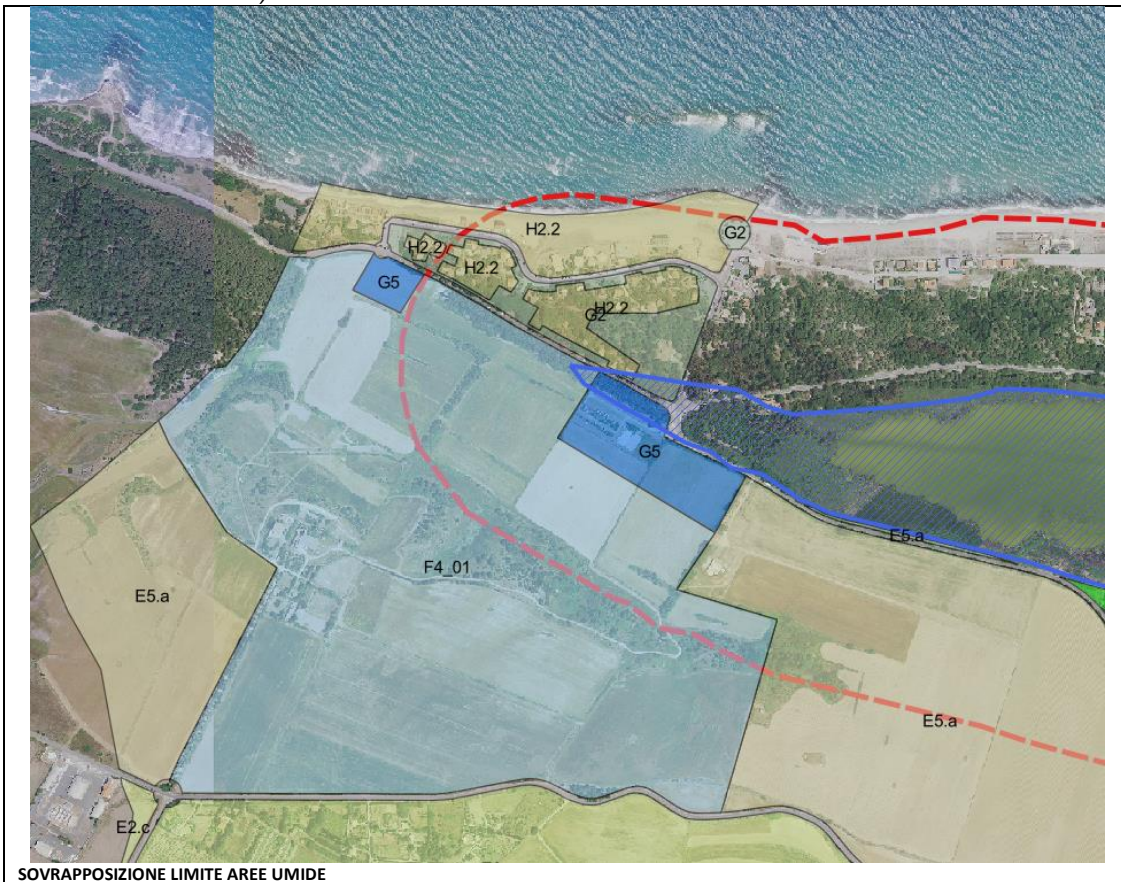 H2.2
G2
H2.2
H2.2
G5
H2.2
G2
G5
E5.a
F4_01
E5.a
E5.a
E2.c
SOVRAPPOSIZIONE LIMITE AREE UMIDE